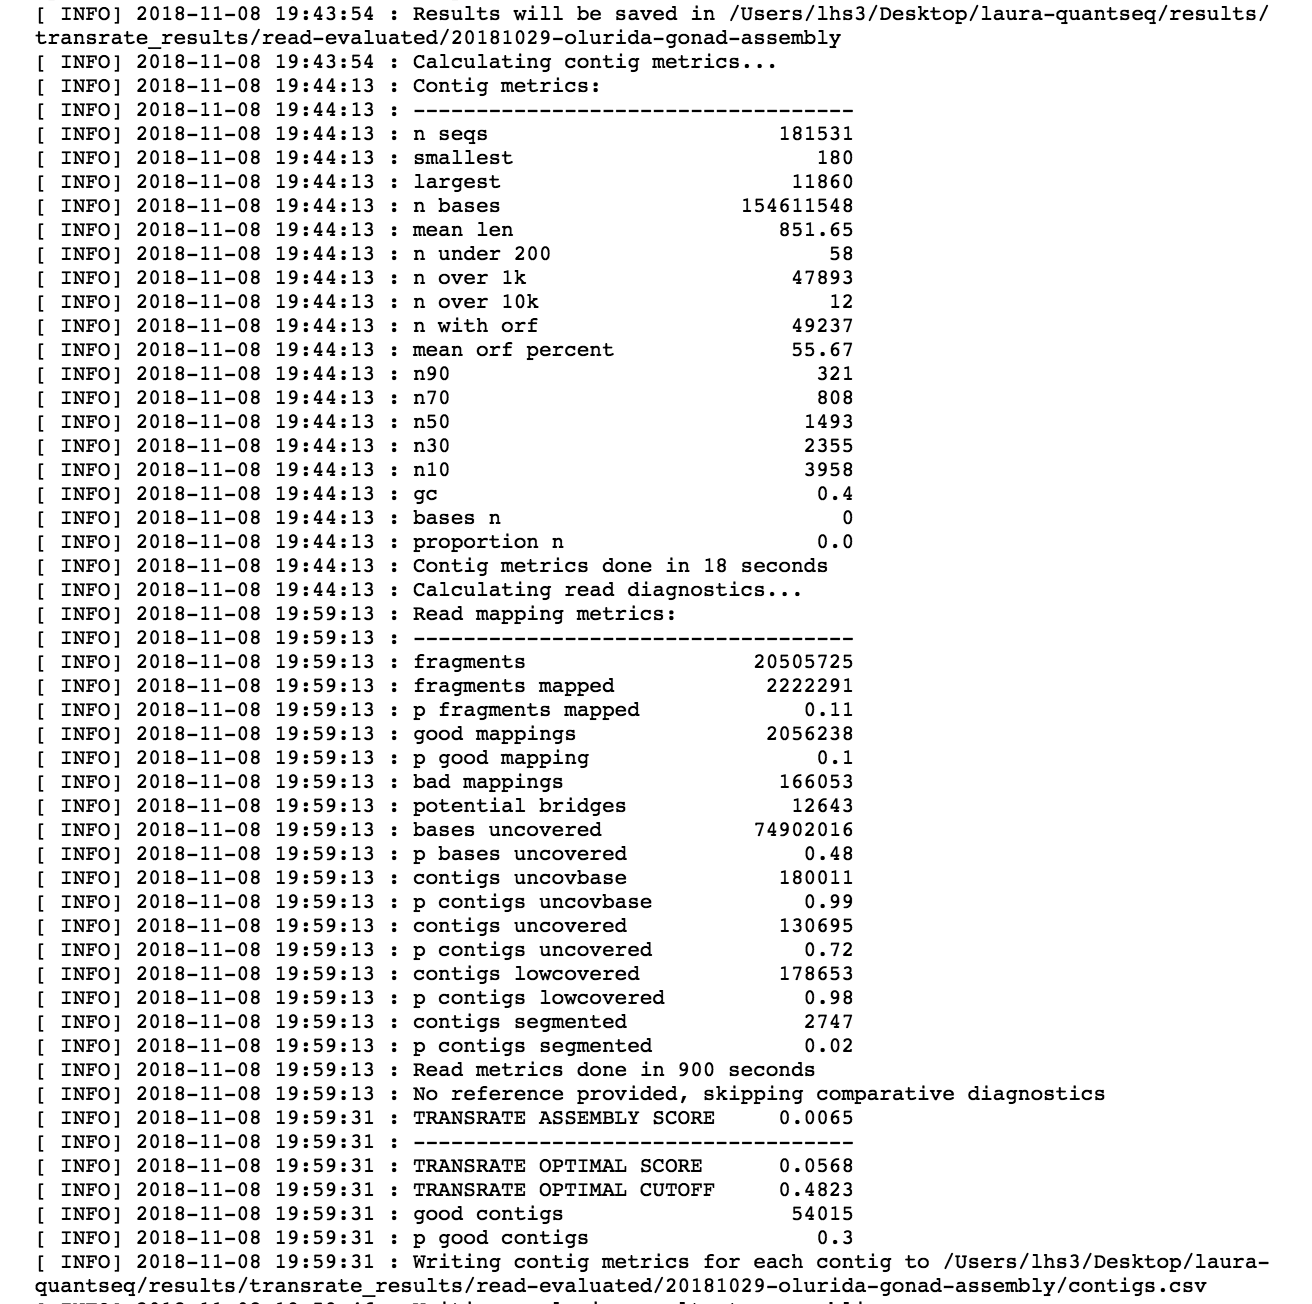 [ INFO] 2018-11-08 19:43:54 : Results will be saved in /Users/lhs3/Desktop/laura-quantseq/results/
transrate_results/read-evaluated/20181029-olurida-gonad-assembly
[ INFO] 2018-11-08 19:43:54 : Calculating contig metrics...
[ INFO] 2018-11-08 19:44:13 : Contig metrics:
[ INFO] 2018-11-08 19:44:13 : -----------------------------------
[ INFO] 2018-11-08 19:44:13 : n seqs                       181531
[ INFO] 2018-11-08 19:44:13 : smallest                        180
[ INFO] 2018-11-08 19:44:13 : largest                       11860
[ INFO] 2018-11-08 19:44:13 : n bases                   154611548
[ INFO] 2018-11-08 19:44:13 : mean len                     851.65
[ INFO] 2018-11-08 19:44:13 : n under 200                      58
[ INFO] 2018-11-08 19:44:13 : n over 1k                     47893
[ INFO] 2018-11-08 19:44:13 : n over 10k                       12
[ INFO] 2018-11-08 19:44:13 : n with orf                    49237
[ INFO] 2018-11-08 19:44:13 : mean orf percent              55.67
[ INFO] 2018-11-08 19:44:13 : n90                             321
[ INFO] 2018-11-08 19:44:13 : n70                             808
[ INFO] 2018-11-08 19:44:13 : n50                            1493
[ INFO] 2018-11-08 19:44:13 : n30                            2355
[ INFO] 2018-11-08 19:44:13 : n10                            3958
[ INFO] 2018-11-08 19:44:13 : gc                              0.4
[ INFO] 2018-11-08 19:44:13 : bases n                           0
[ INFO] 2018-11-08 19:44:13 : proportion n                    0.0
[ INFO] 2018-11-08 19:44:13 : Contig metrics done in 18 seconds
[ INFO] 2018-11-08 19:44:13 : Calculating read diagnostics...
[ INFO] 2018-11-08 19:59:13 : Read mapping metrics:
[ INFO] 2018-11-08 19:59:13 : -----------------------------------
[ INFO] 2018-11-08 19:59:13 : fragments                  20505725
[ INFO] 2018-11-08 19:59:13 : fragments mapped            2222291
[ INFO] 2018-11-08 19:59:13 : p fragments mapped             0.11
[ INFO] 2018-11-08 19:59:13 : good mappings               2056238
[ INFO] 2018-11-08 19:59:13 : p good mapping                  0.1
[ INFO] 2018-11-08 19:59:13 : bad mappings                 166053
[ INFO] 2018-11-08 19:59:13 : potential bridges             12643
[ INFO] 2018-11-08 19:59:13 : bases uncovered            74902016
[ INFO] 2018-11-08 19:59:13 : p bases uncovered              0.48
[ INFO] 2018-11-08 19:59:13 : contigs uncovbase            180011
[ INFO] 2018-11-08 19:59:13 : p contigs uncovbase            0.99
[ INFO] 2018-11-08 19:59:13 : contigs uncovered            130695
[ INFO] 2018-11-08 19:59:13 : p contigs uncovered            0.72
[ INFO] 2018-11-08 19:59:13 : contigs lowcovered           178653
[ INFO] 2018-11-08 19:59:13 : p contigs lowcovered           0.98
[ INFO] 2018-11-08 19:59:13 : contigs segmented              2747
[ INFO] 2018-11-08 19:59:13 : p contigs segmented            0.02
[ INFO] 2018-11-08 19:59:13 : Read metrics done in 900 seconds
[ INFO] 2018-11-08 19:59:13 : No reference provided, skipping comparative diagnostics
[ INFO] 2018-11-08 19:59:31 : TRANSRATE ASSEMBLY SCORE     0.0065
[ INFO] 2018-11-08 19:59:31 : -----------------------------------
[ INFO] 2018-11-08 19:59:31 : TRANSRATE OPTIMAL SCORE      0.0568
[ INFO] 2018-11-08 19:59:31 : TRANSRATE OPTIMAL CUTOFF     0.4823
[ INFO] 2018-11-08 19:59:31 : good contigs                  54015
[ INFO] 2018-11-08 19:59:31 : p good contigs                  0.3
[ INFO] 2018-11-08 19:59:31 : Writing contig metrics for each contig to /Users/lhs3/Desktop/laura-
quantseq/results/transrate_results/read-evaluated/20181029-olurida-gonad-assembly/contigs.csv